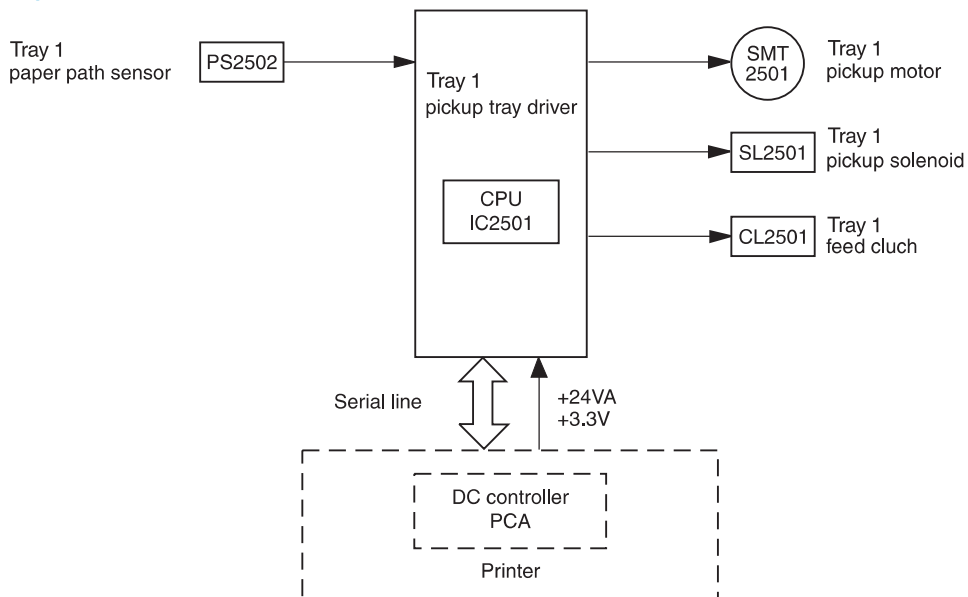 Tray 1
paper path sensor
PS2502
Tray 1
pickup tray driver
CPU
IC2501
SMT
2501
Tray 1
pickup motor
SL2501
Tray 1
pickup solenoid
CL2501
Tray 1
feed cluch
Serial line
+24VA
+3.3V
DC controller
PCA
Printer